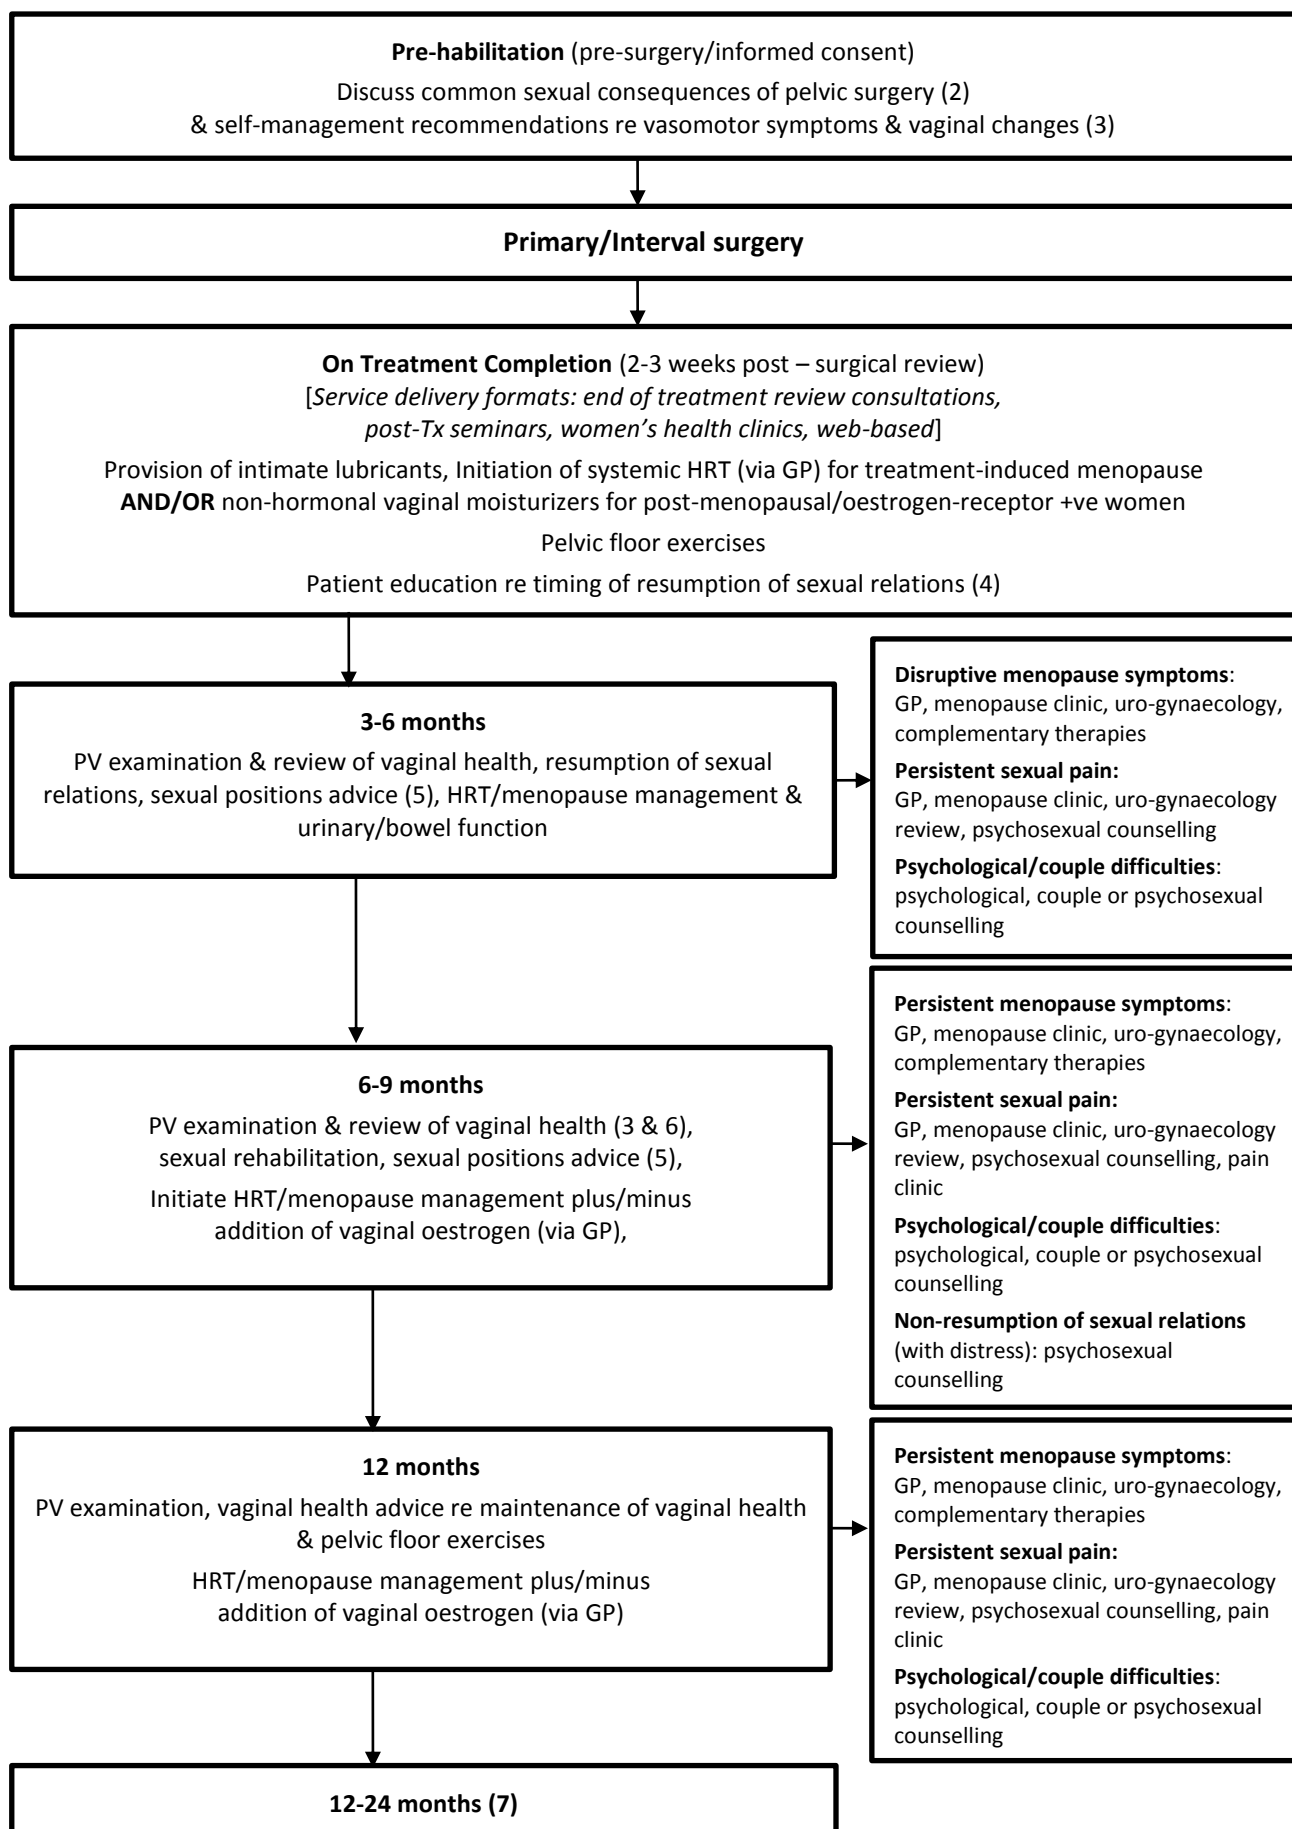 Pre-habilitation (pre-surgery/informed consent)
Discuss common sexual consequences of pelvic surgery (2)
& self-management recommendations re vasomotor symptoms & vaginal changes (3)
Primary/Interval surgery
On Treatment Completion (2-3 weeks post – surgical review)
[Service delivery formats: end of treatment review consultations,
post-Tx seminars, women’s health clinics, web-based]
Provision of intimate lubricants, Initiation of systemic HRT (via GP) for treatment-induced menopause
AND/OR non-hormonal vaginal moisturizers for post-menopausal/oestrogen-receptor +ve women
Pelvic floor exercises
Patient education re timing of resumption of sexual relations (4)
3-6 months
PV examination & review of vaginal health, resumption of sexual
relations, sexual positions advice (5), HRT/menopause management &
urinary/bowel function
Disruptive menopause symptoms:
GP, menopause clinic, uro-gynaecology,
complementary therapies
Persistent sexual pain:
GP, menopause clinic, uro-gynaecology
review, psychosexual counselling
Psychological/couple difficulties:
psychological, couple or psychosexual
counselling
6-9 months
PV examination & review of vaginal health (3 & 6),
sexual rehabilitation, sexual positions advice (5),
Initiate HRT/menopause management plus/minus
addition of vaginal oestrogen (via GP),
Persistent menopause symptoms:
GP, menopause clinic, uro-gynaecology,
complementary therapies
Persistent sexual pain:
GP, menopause clinic, uro-gynaecology
review, psychosexual counselling, pain
clinic
Psychological/couple difficulties:
psychological, couple or psychosexual
counselling
Non-resumption of sexual relations
(with distress): psychosexual
counselling
12 months
PV examination, vaginal health advice re maintenance of vaginal health
& pelvic floor exercises
HRT/menopause management plus/minus
addition of vaginal oestrogen (via GP)
Persistent menopause symptoms:
GP, menopause clinic, uro-gynaecology,
complementary therapies
Persistent sexual pain:
GP, menopause clinic, uro-gynaecology
review, psychosexual counselling, pain
clinic
Psychological/couple difficulties:
psychological, couple or psychosexual
counselling
12-24 months (7)